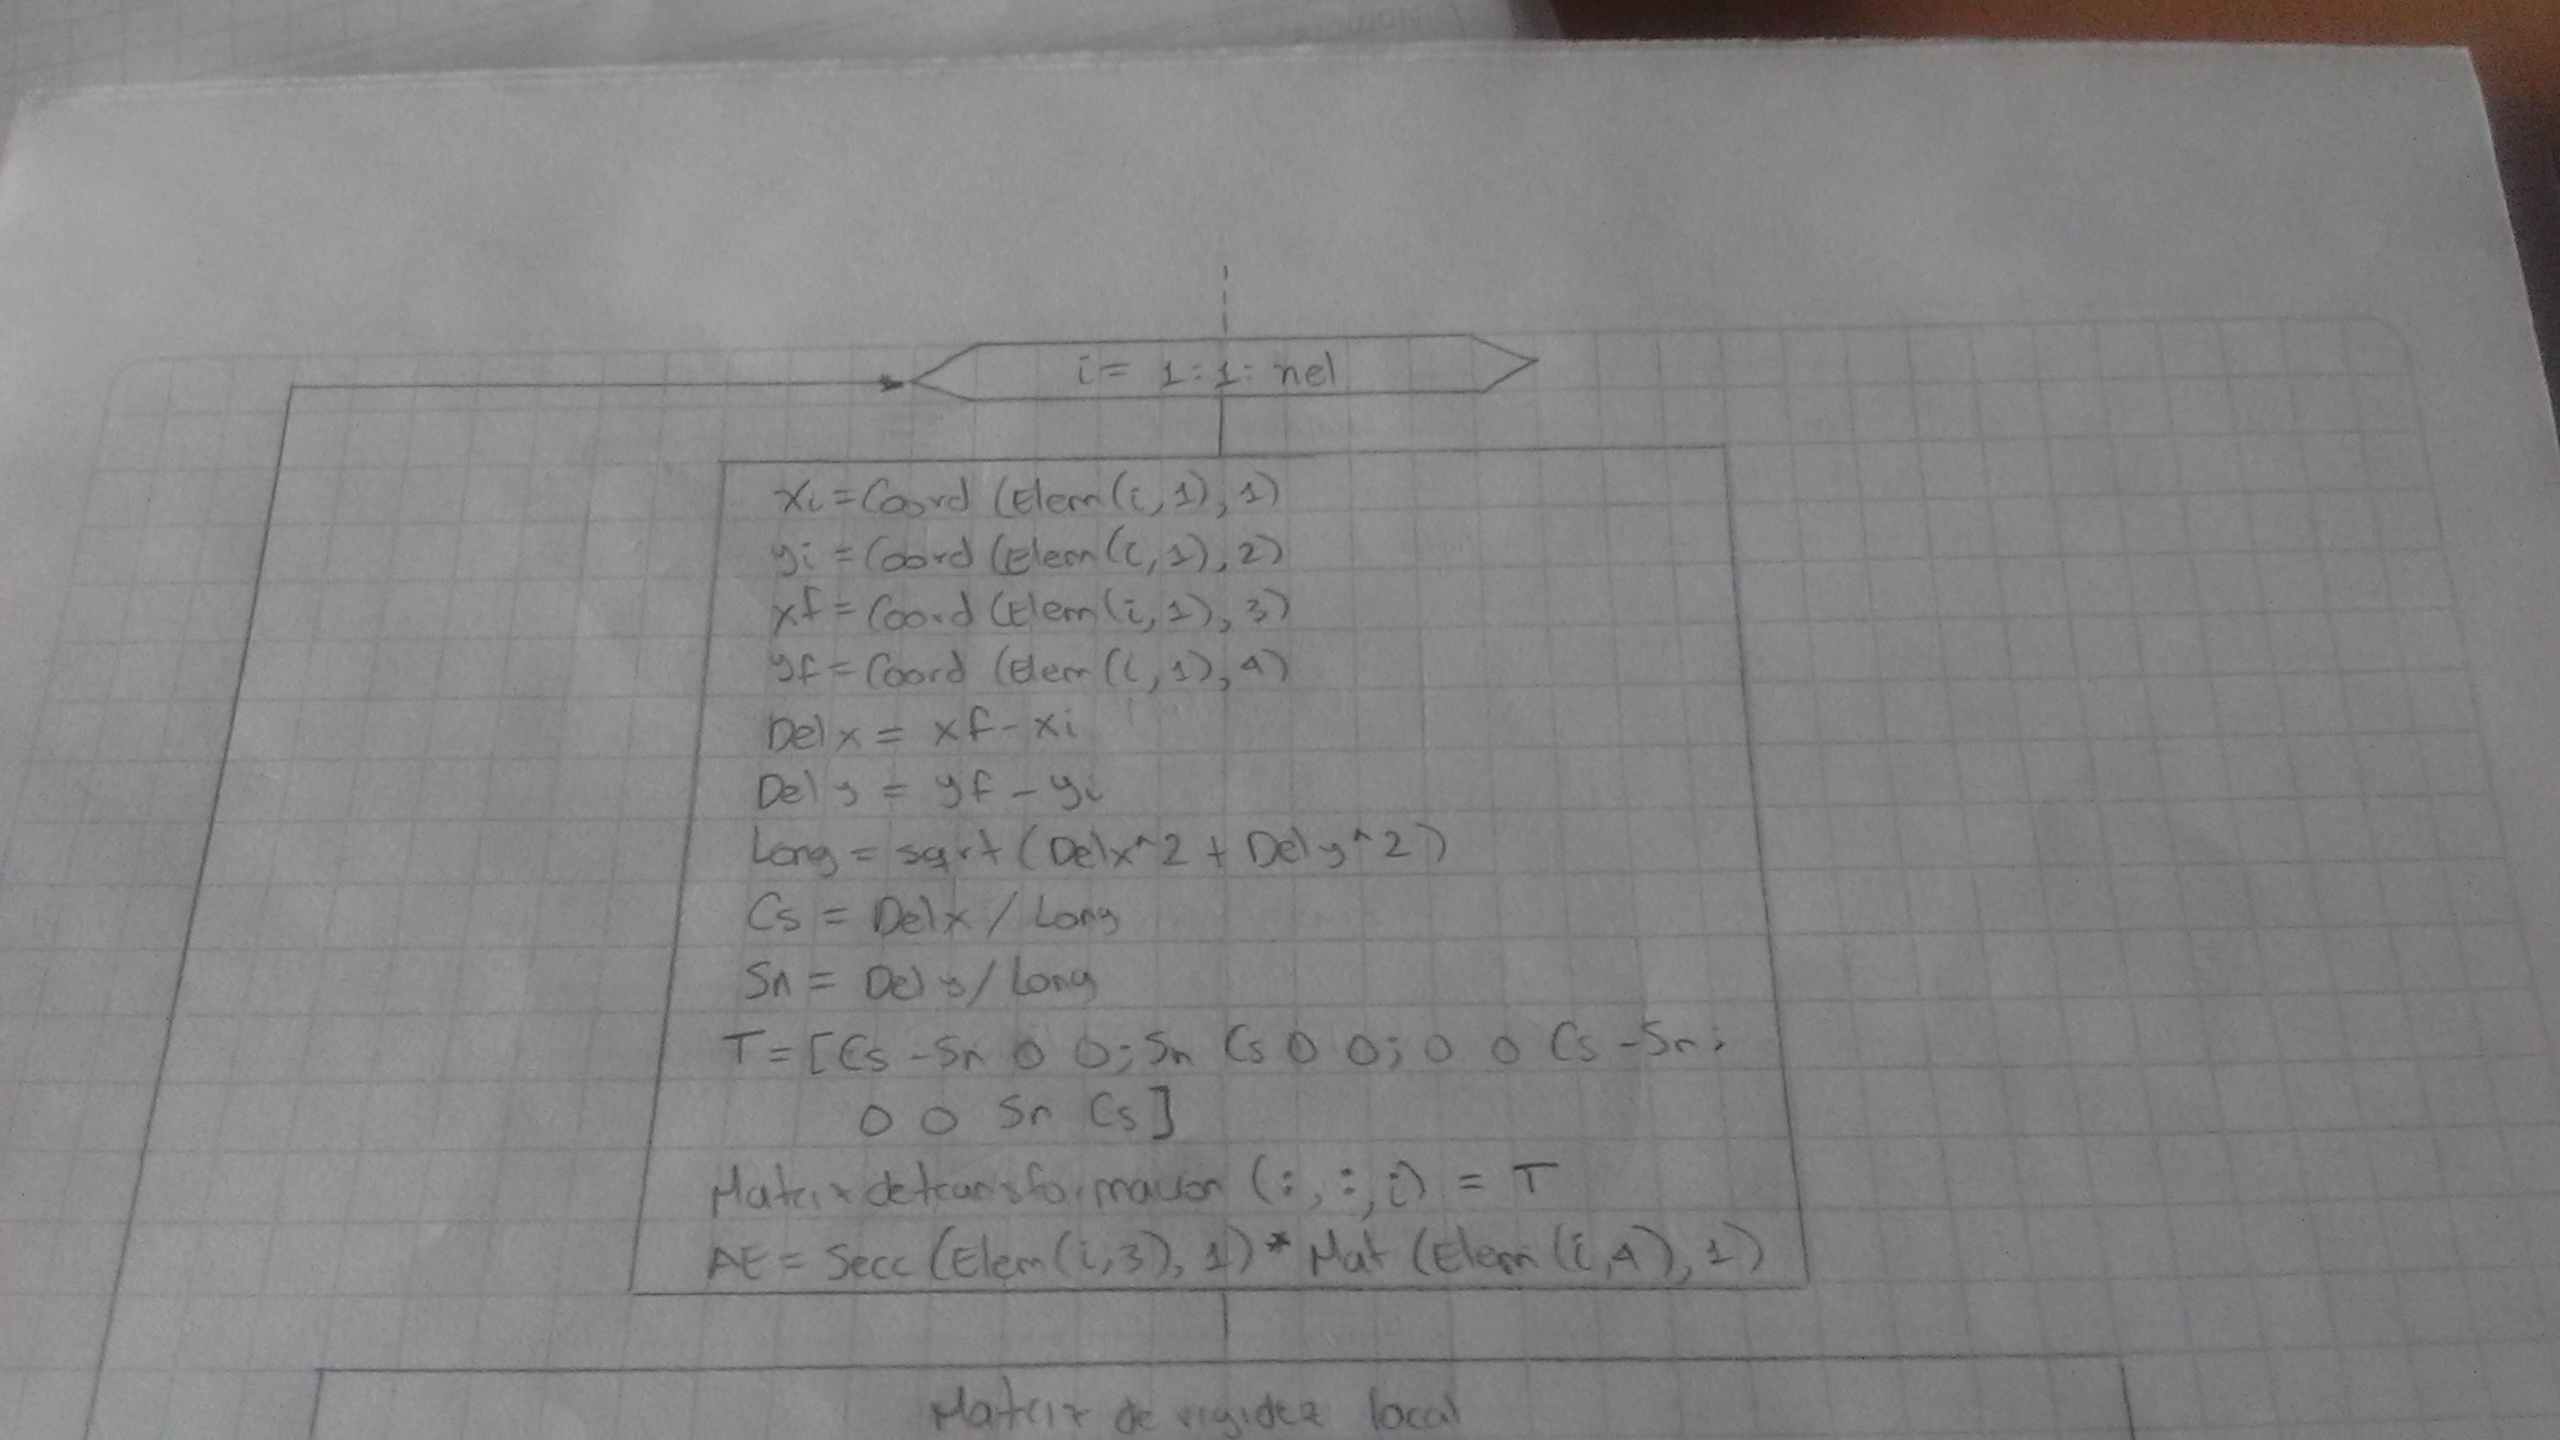 i= 1:1: nel
xi = Coord (Elem(i,1),1)
yi = Coord (Elem(i,1),2)
xf = Coord (Elem(i,1),3)
yf = Coord (Elem(i,1),4)
Delx = xf-xi
Dely = yf-yi
Long = sqrt (Delx^2 + Dely^2)
Cs = Delx / Long
Sn = Dely / Long
T=[Cs -Sn 0 0; Sn Cs 0 0; 0 0 Cs -Sn;
0 0 Sn Cs]
Matrizdetransformacion (:,:,i) = T
AE = Secc (Elem(i,3),1) * Mat (Elem(i,4),1)
Matriz de rigidez local